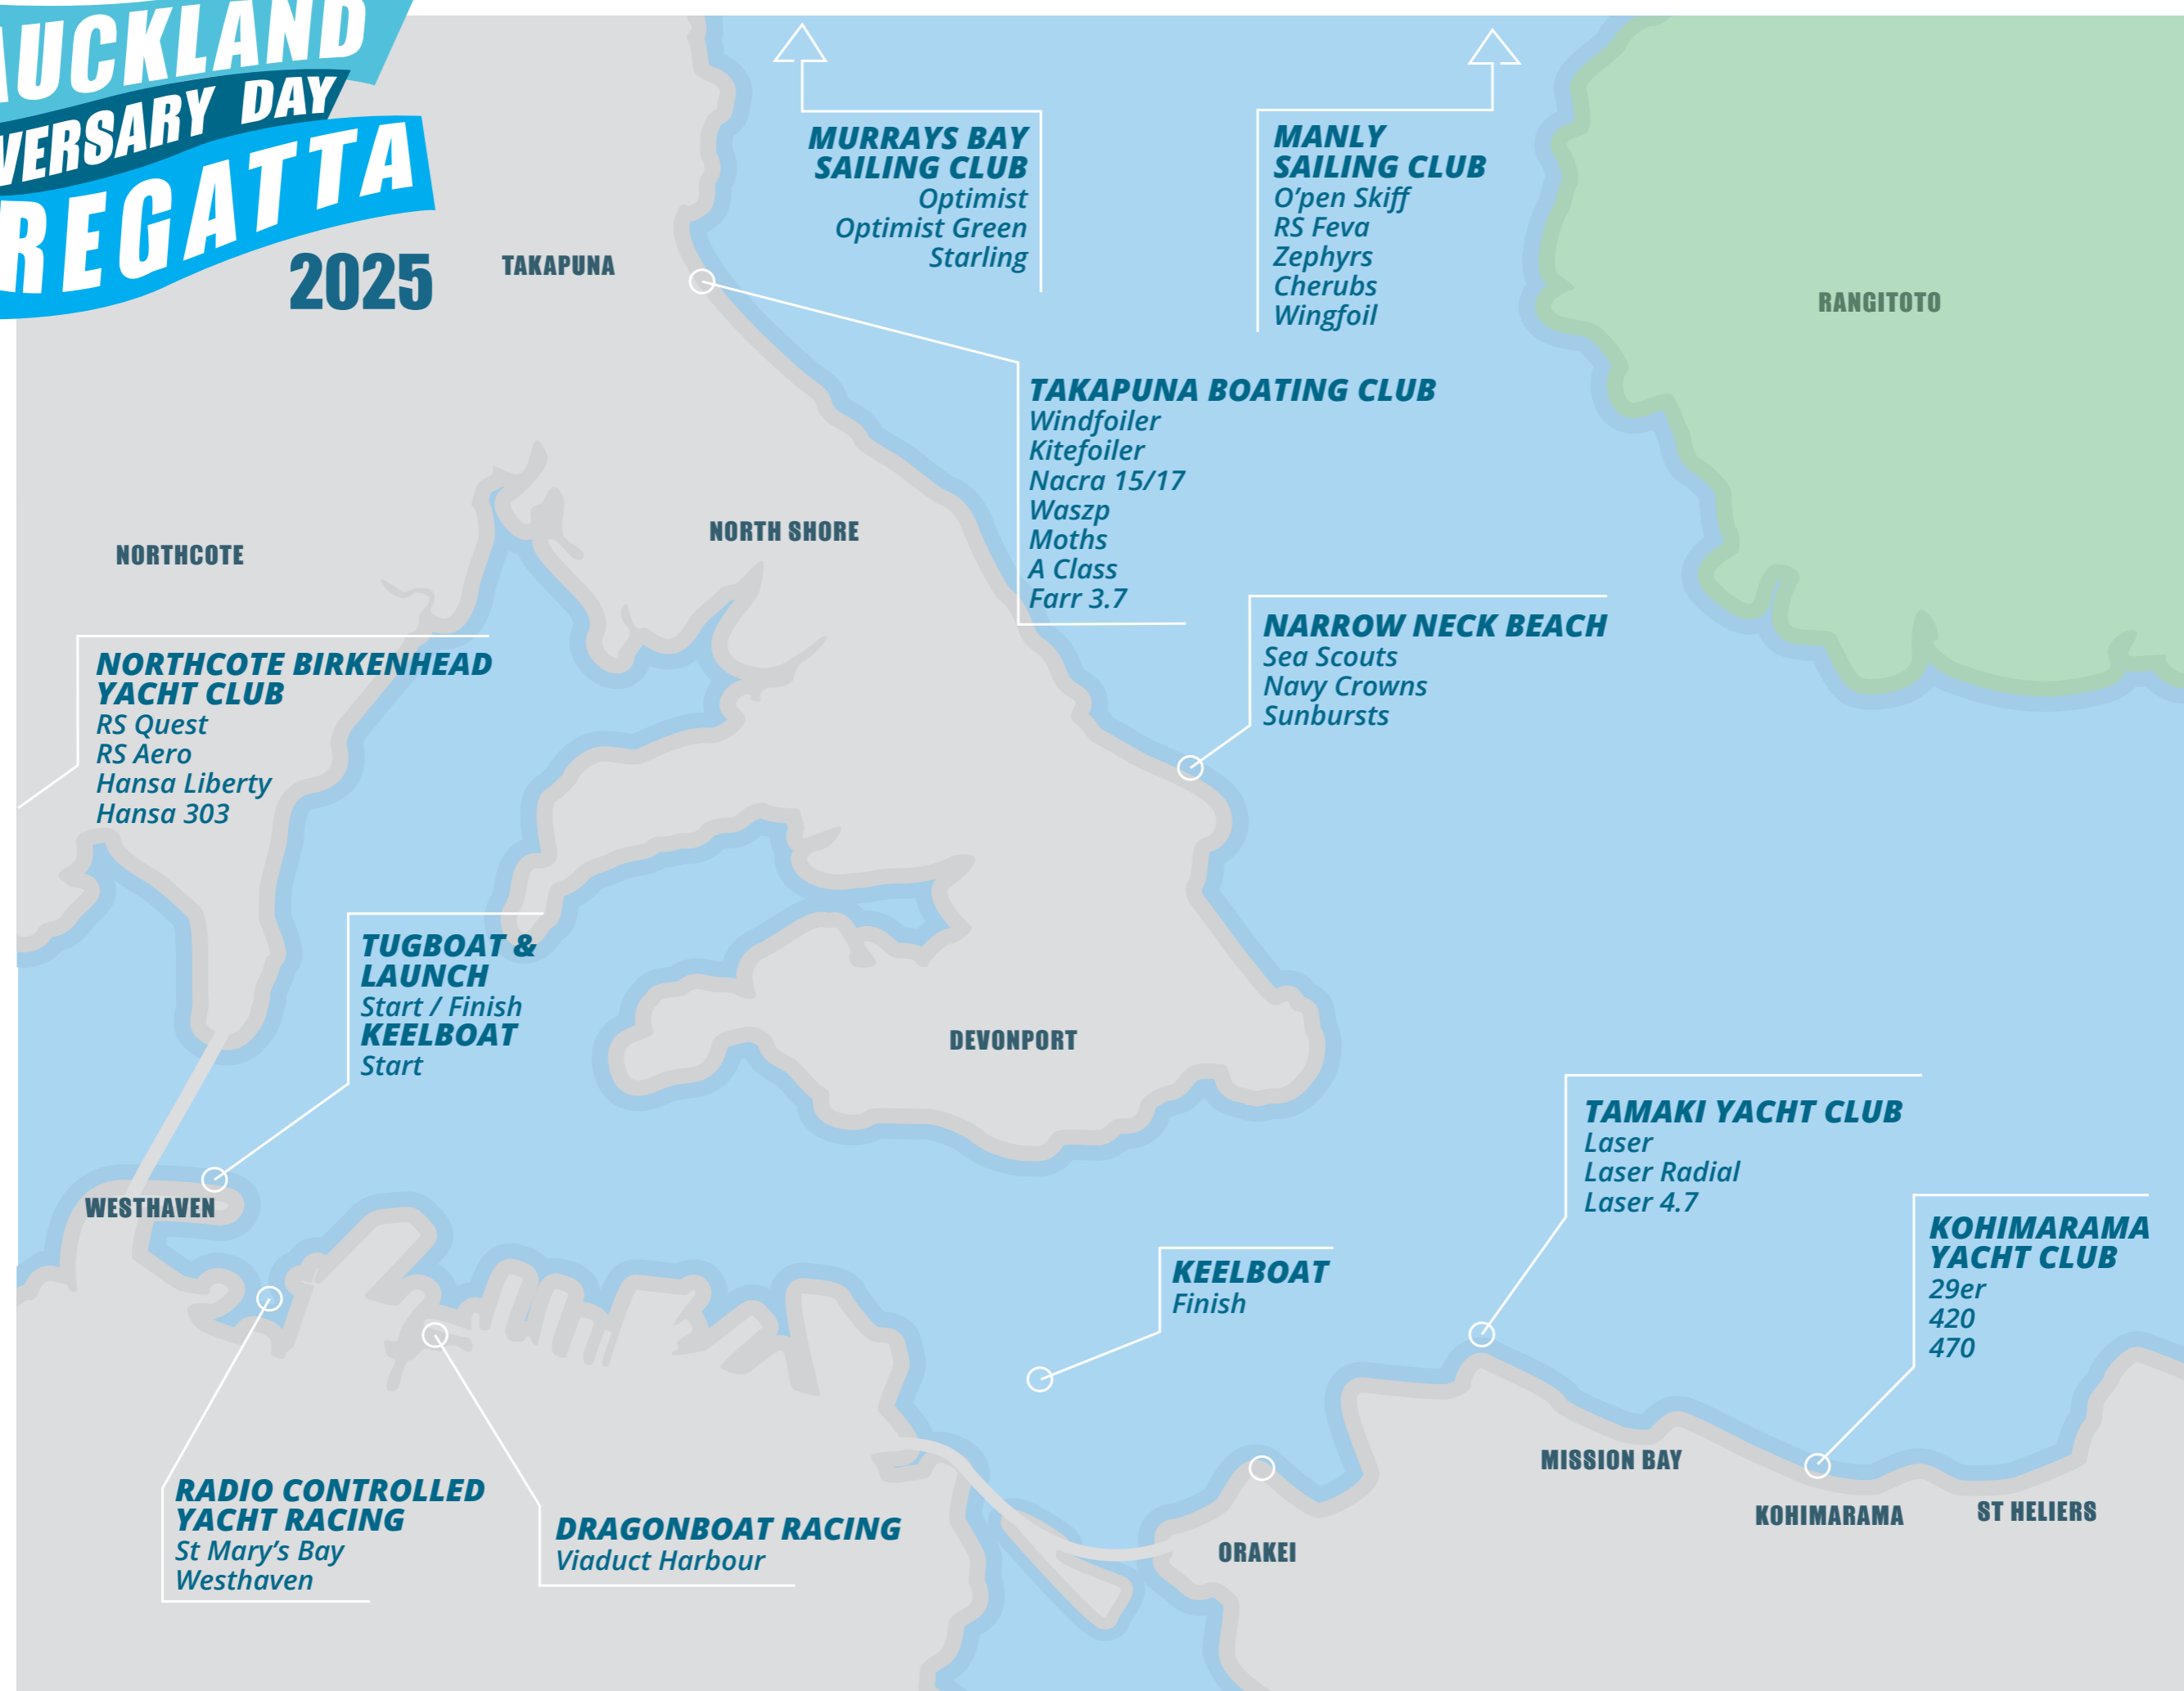 AUCKLAND
VERSARY DAY
REGATTA
2025
MURRAYS BAY
SAILING CLUB
Optimist
Optimist Green
Starling
MANLY
SAILING CLUB
O'pen Skiff
RS Feva
Zephyrs
Cherubs
Wingfoil
TAKAPUNA
RANGITOTO
TAKAPUNA BOATING CLUB
Windfoiler
Kitefoiler
Nacra 15/17
Waszp
Moths
A Class
Farr 3.7
NORTH SHORE
NORTHCOTE
NARROW NECK BEACH
Sea Scouts
Navy Crowns
Sunbursts
NORTHCOTE BIRKENHEAD
YACHT CLUB
RS Quest
RS Aero
Hansa Liberty
Hansa 303
TUGBOAT &
LAUNCH
Start / Finish
KEELBOAT
Start
DEVONPORT
TAMAKI YACHT CLUB
Laser
Laser Radial
Laser 4.7
WESTHAVEN
KOHIMARAMA
YACHT CLUB
29er
420
470
KEELBOAT
Finish
MISSION BAY
KOHIMARAMA
ST HELIERS
ORAKEI
RADIO CONTROLLED
YACHT RACING
St Mary's Bay
Westhaven
DRAGONBOAT RACING
Viaduct Harbour